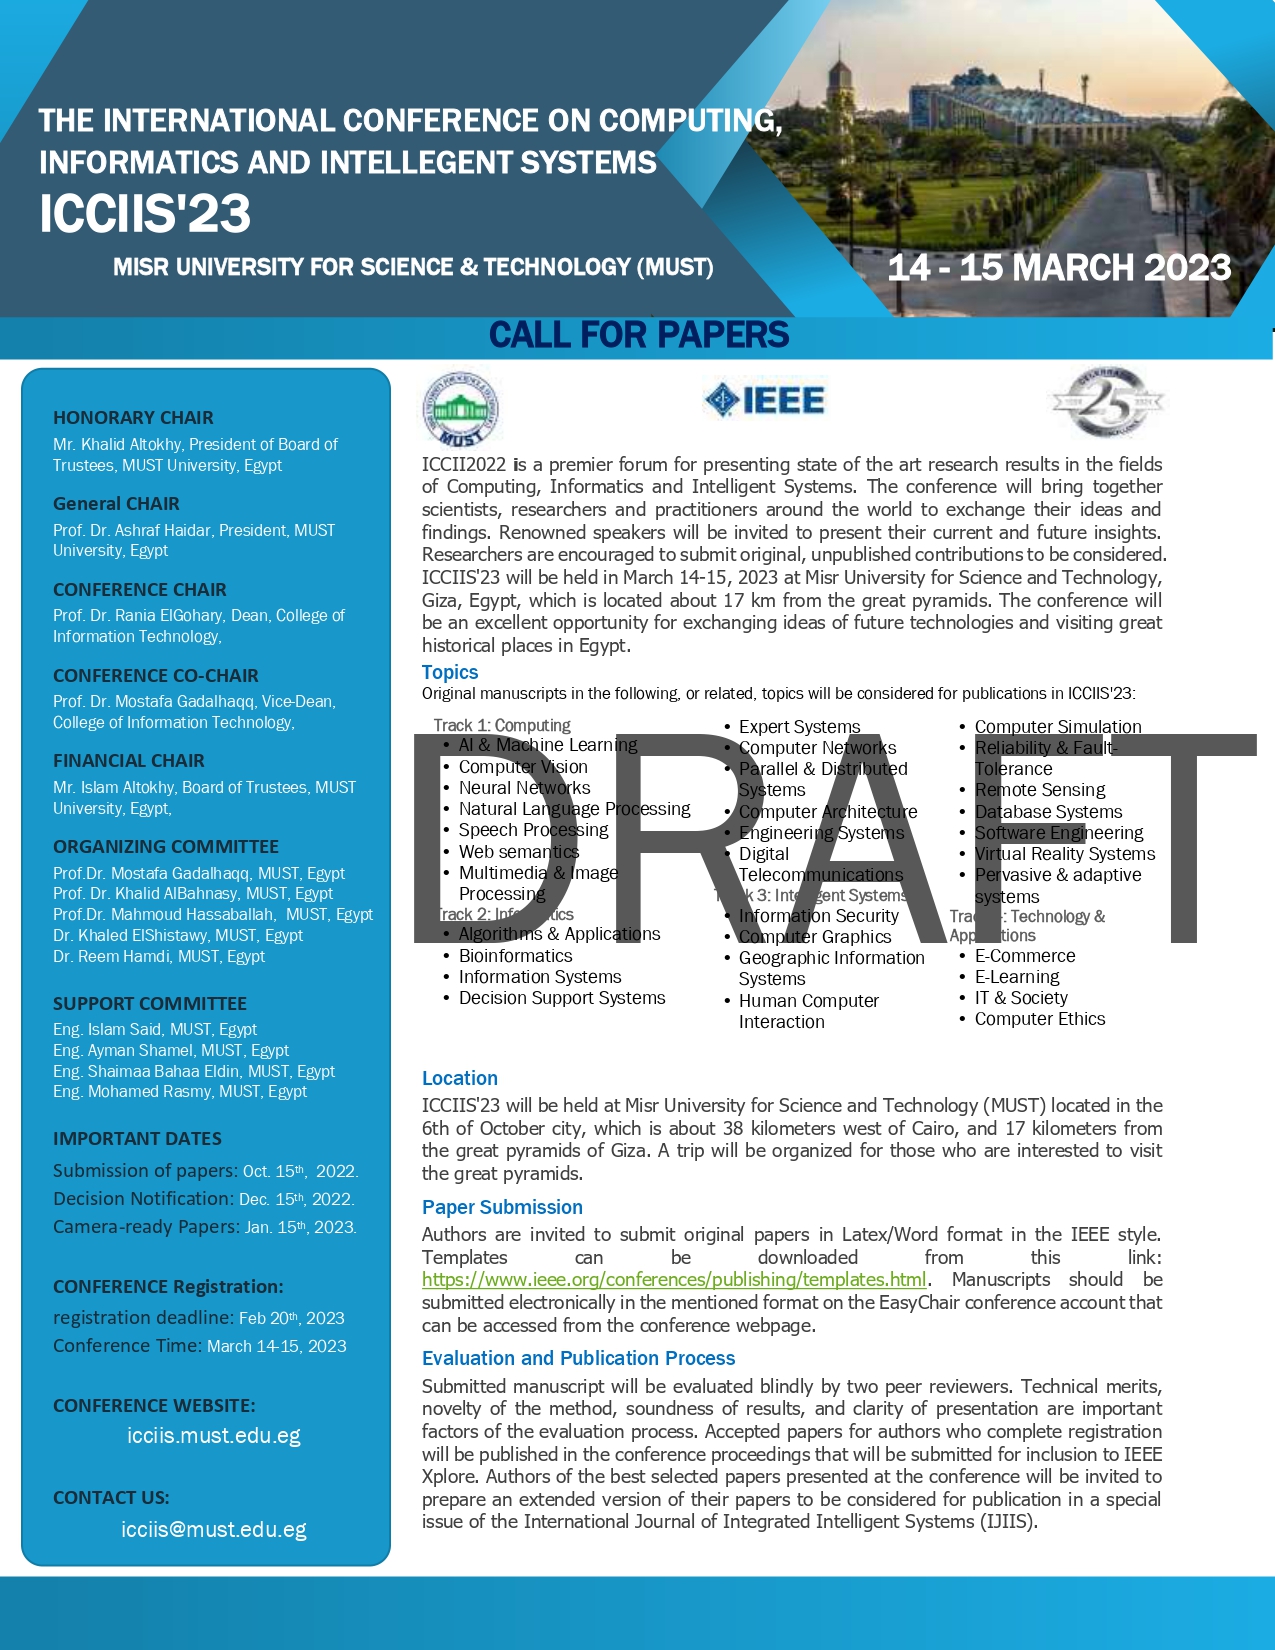 THE INTERNATIONAL CONFERENCE ON COMPUTING,
INFORMATICS AND INTELLEGENT SYSTEMS
ICCIIS'23
MISR UNIVERSITY FOR SCIENCE & TECHNOLOGY (MUST)
14 - 15 MARCH 2023
CALL FOR PAPERS
HONORARY CHAIR
Mr. Khalid Altokhy, President of Board of
Trustees, MUST University, Egypt
General CHAIR
Prof. Dr. Ashraf Haidar, President, MUST
University, Egypt
CONFERENCE CHAIR
Prof. Dr. Rania ElGohary, Dean, College of
Information Technology,
CONFERENCE CO-CHAIR
Prof. Dr. Mostafa Gadalhaqq, Vice-Dean,
College of Information Technology,
FINANCIAL CHAIR
Mr. Islam Altokhy, Board of Trustees, MUST
University, Egypt,
ORGANIZING COMMITTEE
Prof.Dr. Mostafa Gadalhaqq, MUST, Egypt
Prof. Dr. Khalid AlBahnasy, MUST, Egypt
Prof.Dr. Mahmoud Hassaballah, MUST, Egypt
Dr. Khaled ElShistawy, MUST, Egypt
Dr. Reem Hamdi, MUST, Egypt
SUPPORT COMMITTEE
Eng. Islam Said, MUST, Egypt
Eng. Ayman Shamel, MUST, Egypt
Eng. Shaimaa Bahaa Eldin, MUST, Egypt
Eng. Mohamed Rasmy, MUST, Egypt
IMPORTANT DATES
Submission of papers: Oct. 15th, 2022.
Decision Notification: Dec. 15th, 2022.
Camera-ready Papers: Jan. 15th, 2023.
CONFERENCE Registration:
registration deadline: Feb 20th, 2023
Conference Time: March 14-15, 2023
CONFERENCE WEBSITE:
icciis.must.edu.eg
CONTACT US:
icciis@must.edu.eg
MUST
IEEE
25
ICCII2022 is a premier forum for presenting state of the art research results in the fields
of Computing, Informatics and Intelligent Systems. The conference will bring together
scientists, researchers and practitioners around the world to exchange their ideas and
findings. Renowned speakers will be invited to present their current and future insights.
Researchers are encouraged to submit original, unpublished contributions to be considered.
ICCIIS'23 will be held in March 14-15, 2023 at Misr University for Science and Technology,
Giza, Egypt, which is located about 17 km from the great pyramids. The conference will
be an excellent opportunity for exchanging ideas of future technologies and visiting great
historical places in Egypt.
Topics
Original manuscripts in the following, or related, topics will be considered for publications in ICCIIS'23:
Track 1: Computing
• AI & Machine Learning
• Computer Vision
• Neural Networks
• Natural Language Processing
• Speech Processing
• Web semantics
• Multimedia & Image
Processing
Track 2: Informatics
• Algorithms & Applications
• Bioinformatics
• Information Systems
• Decision Support Systems
• Expert Systems
• Computer Networks
• Parallel & Distributed
Systems
• Computer Architecture
• Engineering Systems
• Digital
Telecommunications
Track 3: Intelligent Systems
• Information Security
• Computer Graphics
• Geographic Information
Systems
• Human Computer
Interaction
• Computer Simulation
• Reliability & Fault-
Tolerance
• Remote Sensing
• Database Systems
• Software Engineering
• Virtual Reality Systems
• Pervasive & adaptive
systems
Track 4: Technology &
Applications
• E-Commerce
• E-Learning
• IT & Society
• Computer Ethics
DRAFT
Location
ICCIIS'23 will be held at Misr University for Science and Technology (MUST) located in the
6th of October city, which is about 38 kilometers west of Cairo, and 17 kilometers from
the great pyramids of Giza. A trip will be organized for those who are interested to visit
the great pyramids.
Paper Submission
Authors are invited to submit original papers in Latex/Word format in the IEEE style.
Templates can be downloaded from this link:
https://www.ieee.org/conferences/publishing/templates.html. Manuscripts should be
submitted electronically in the mentioned format on the EasyChair conference account that
can be accessed from the conference webpage.
Evaluation and Publication Process
Submitted manuscript will be evaluated blindly by two peer reviewers. Technical merits,
novelty of the method, soundness of results, and clarity of presentation are important
factors of the evaluation process. Accepted papers for authors who complete registration
will be published in the conference proceedings that will be submitted for inclusion to IEEE
Xplore. Authors of the best selected papers presented at the conference will be invited to
prepare an extended version of their papers to be considered for publication in a special
issue of the International Journal of Integrated Intelligent Systems (IJIIS).